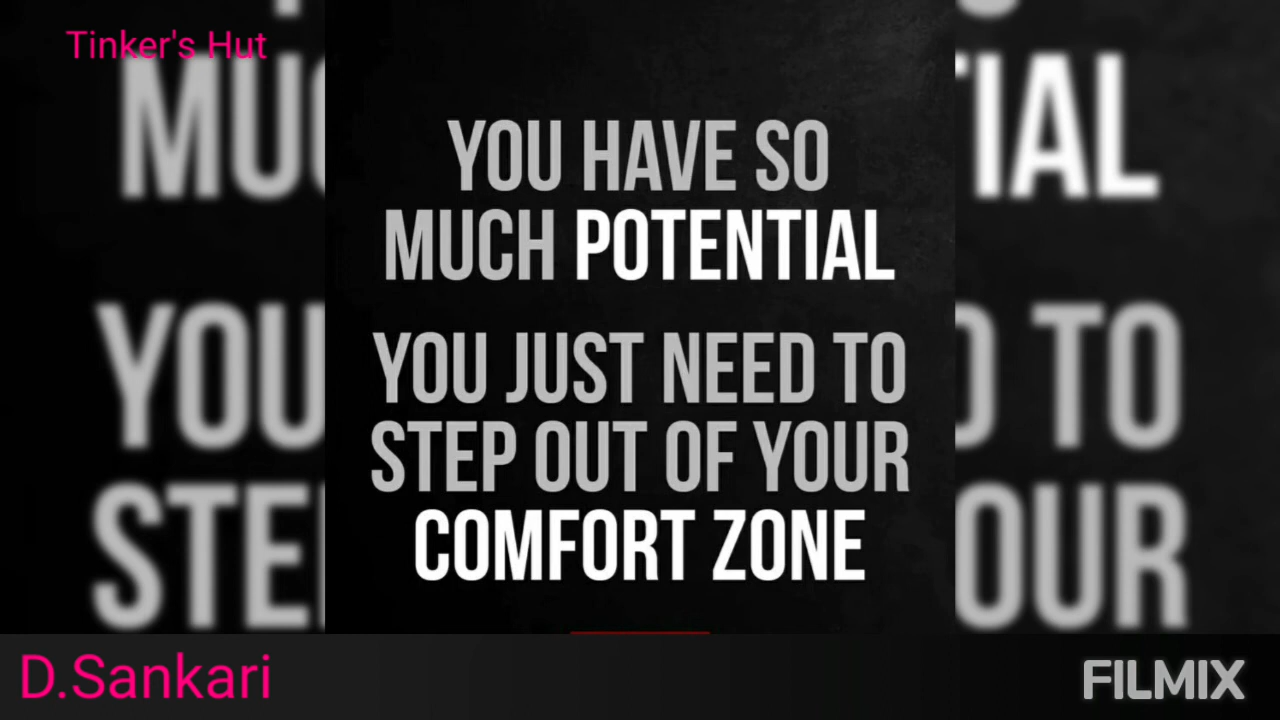 Tinker's Hut
YOU HAVE SO
MUCH POTENTIAL
YOU JUST NEED TO
STEP OUT OF YOUR
COMFORT ZONE
D.Sankari
FILMIX